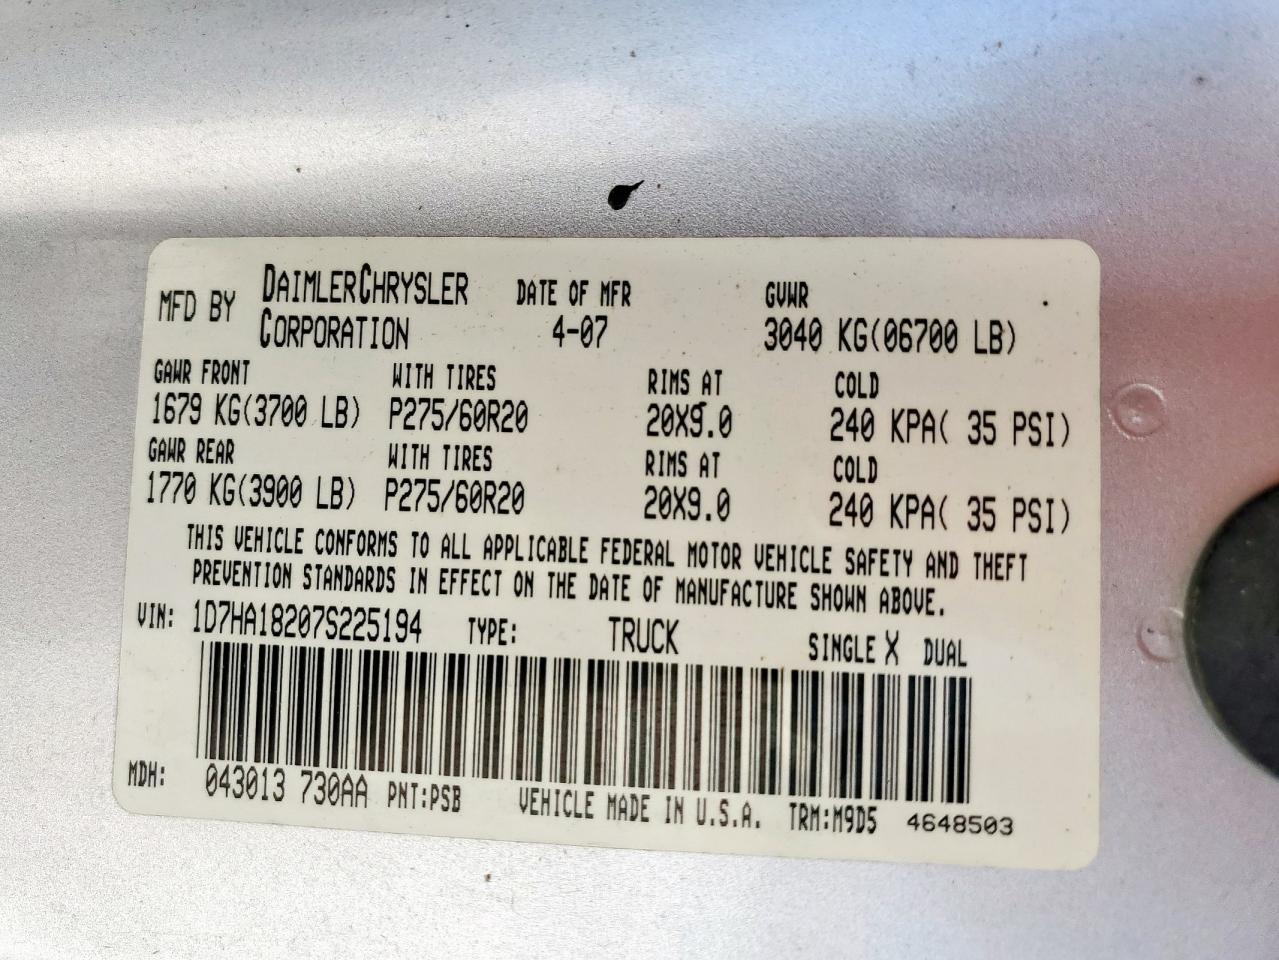 MFD BY DAIMLERCHRYSLER CORPORATION DATE OF MFR 4-07 GVWR 3040 KG(06700 LB)
GAWR FRONT WITH TIRES RIMS AT COLD
1679 KG(3700 LB) P275/60R20 20X9.0 240 KPA( 35 PSI)
GAWR REAR WITH TIRES RIMS AT COLD
1770 KG(3900 LB) P275/60R20 20X9.0 240 KPA( 35 PSI)
THIS VEHICLE CONFORMS TO ALL APPLICABLE FEDERAL MOTOR VEHICLE SAFETY AND THEFT
PREVENTION STANDARDS IN EFFECT ON THE DATE OF MANUFACTURE SHOWN ABOVE.
VIN: 1D7HA18207S225194 TYPE: TRUCK SINGLE X DUAL
MDH: 043013 730AA PNT:PSB VEHICLE MADE IN U.S.A. TRM:M9D5 4648503